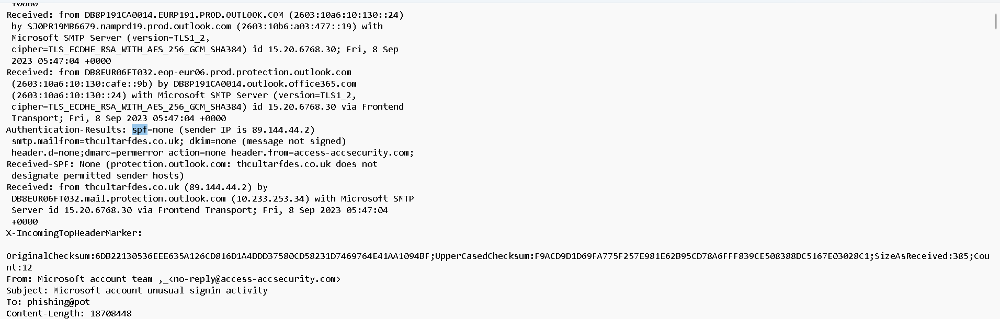 +0000
Received: from DB8P191CA0014.EURP191.PROD.OUTLOOK.COM (2603:10a6:10:130::24)
by SJ0PR19MB6679.namprd19.prod.outlook.com (2603:10b6:a03:477::19) with
Microsoft SMTP Server (version=TLS1_2,
cipher=TLS_ECDHE_RSA_WITH_AES_256_GCM_SHA384) id 15.20.6768.30; Fri, 8 Sep
2023 05:47:04 +0000
Received: from DB8EUR06FT032.eop-eur06.prod.protection.outlook.com
(2603:10a6:10:130:cafe::9b) by DB8P191CA0014.outlook.office365.com
(2603:10a6:10:130::24) with Microsoft SMTP Server (version=TLS1_2,
cipher=TLS_ECDHE_RSA_WITH_AES_256_GCM_SHA384) id 15.20.6768.30 via Frontend
Transport; Fri, 8 Sep 2023 05:47:04 +0000
Authentication-Results: spf=none (sender IP is 89.144.44.2)
smtp.mailfrom=thcultarfdes.co.uk; dkim=none (message not signed)
header.d=none;dmarc=permerror action=none header.from=access-accsecurity.com;
Received-SPF: None (protection.outlook.com: thcultarfdes.co.uk does not
designate permitted sender hosts)
Received: from thcultarfdes.co.uk (89.144.44.2) by
DB8EUR06FT032.mail.protection.outlook.com (10.233.253.34) with Microsoft SMTP
Server id 15.20.6768.30 via Frontend Transport; Fri, 8 Sep 2023 05:47:04
+0000
X-IncomingTopHeaderMarker:
OriginalChecksum:6DB22130536EEE635A126CD816D1A4DDD37580CD58231D7469764E41AA1094BF;UpperCasedChecksum:F9ACD9D1D69FA775F257E981E62B95CD78A6FFF839CE508388DC5167E03028C1;SizeAsReceived:385;Cou
nt:12
From: Microsoft account team ,_<no-reply@access-accsecurity.com>
Subject: Microsoft account unusual signin activity
To: phishing@pot
Content-Length: 18708448